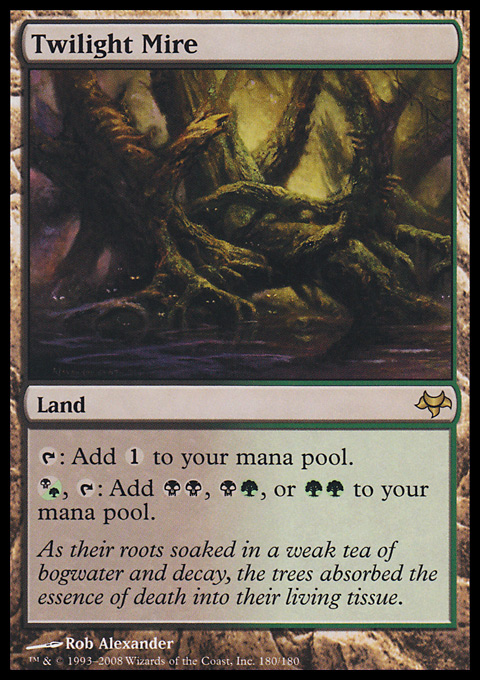 Twilight Mire
Land
: Add 1 to your mana pool.
, : Add , , or to your
mana pool.
As their roots soaked in a weak tea of
bogwater and decay, the trees absorbed the
essence of death into their living tissue.
Rob Alexander
™ & © 1993–2008 Wizards of the Coast, Inc. 180/180